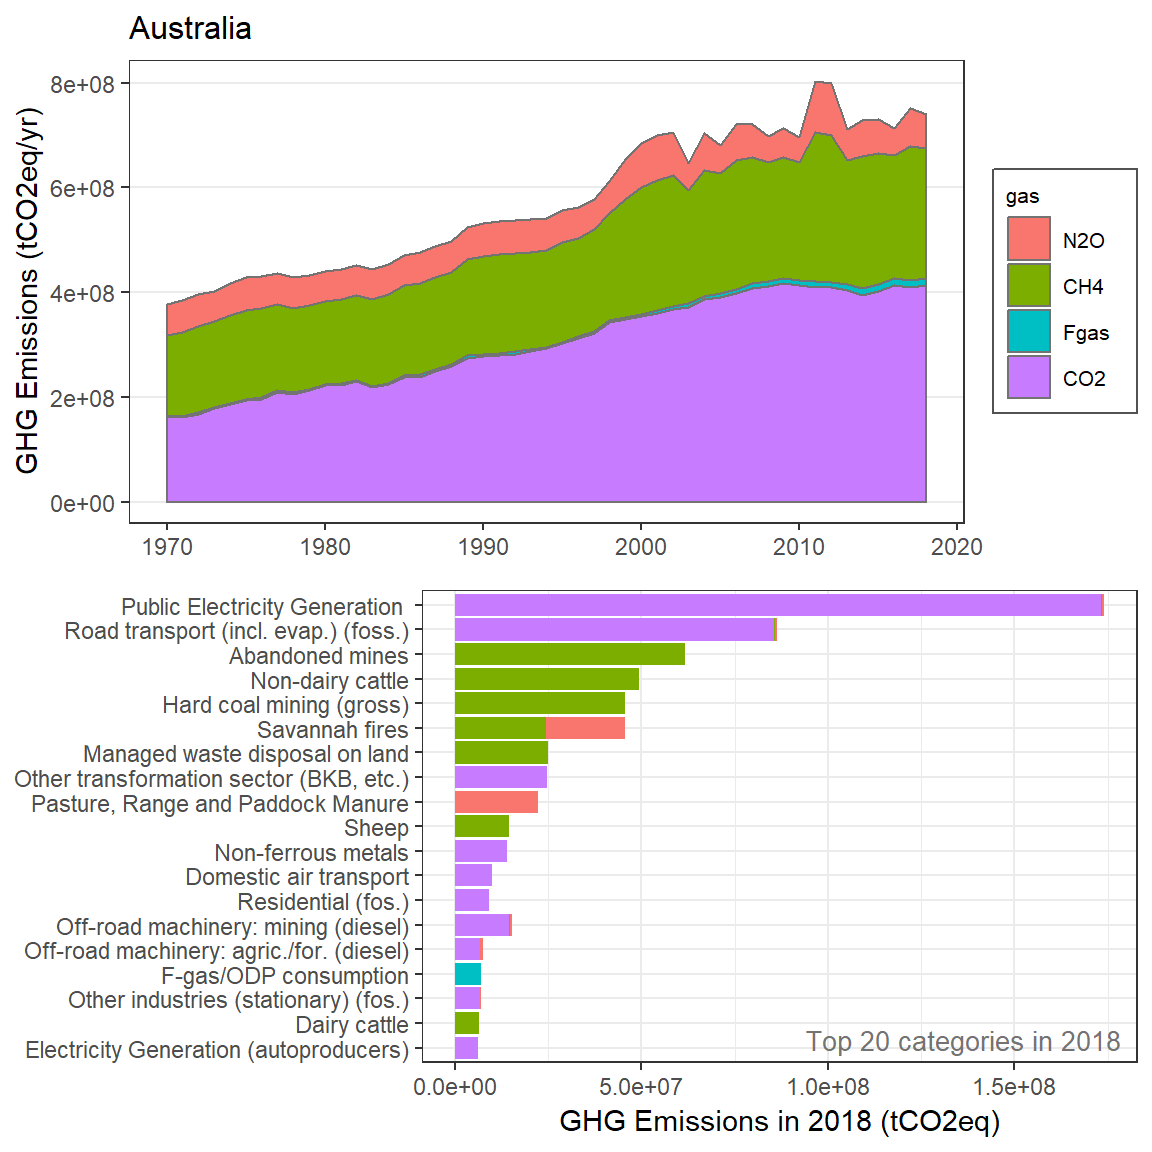 Australia
GHG Emissions (tCO2eq/yr)
8e+08
6e+08
4e+08
2e+08
0e+00
1970 1980 1990 2000 2010 2020
gas
N2O
CH4
Fgas
CO2
Public Electricity Generation
Road transport (incl. evap.) (foss.)
Abandoned mines
Non-dairy cattle
Hard coal mining (gross)
Savannah fires
Managed waste disposal on land
Other transformation sector (BKB, etc.)
Pasture, Range and Paddock Manure
Sheep
Non-ferrous metals
Domestic air transport
Residential (fos.)
Off-road machinery: mining (diesel)
Off-road machinery: agric./for. (diesel)
F-gas/ODP consumption
Other industries (stationary) (fos.)
Dairy cattle
Electricity Generation (autoproducers)
Top 20 categories in 2018
0.0e+00 5.0e+07 1.0e+08 1.5e+08
GHG Emissions in 2018 (tCO2eq)